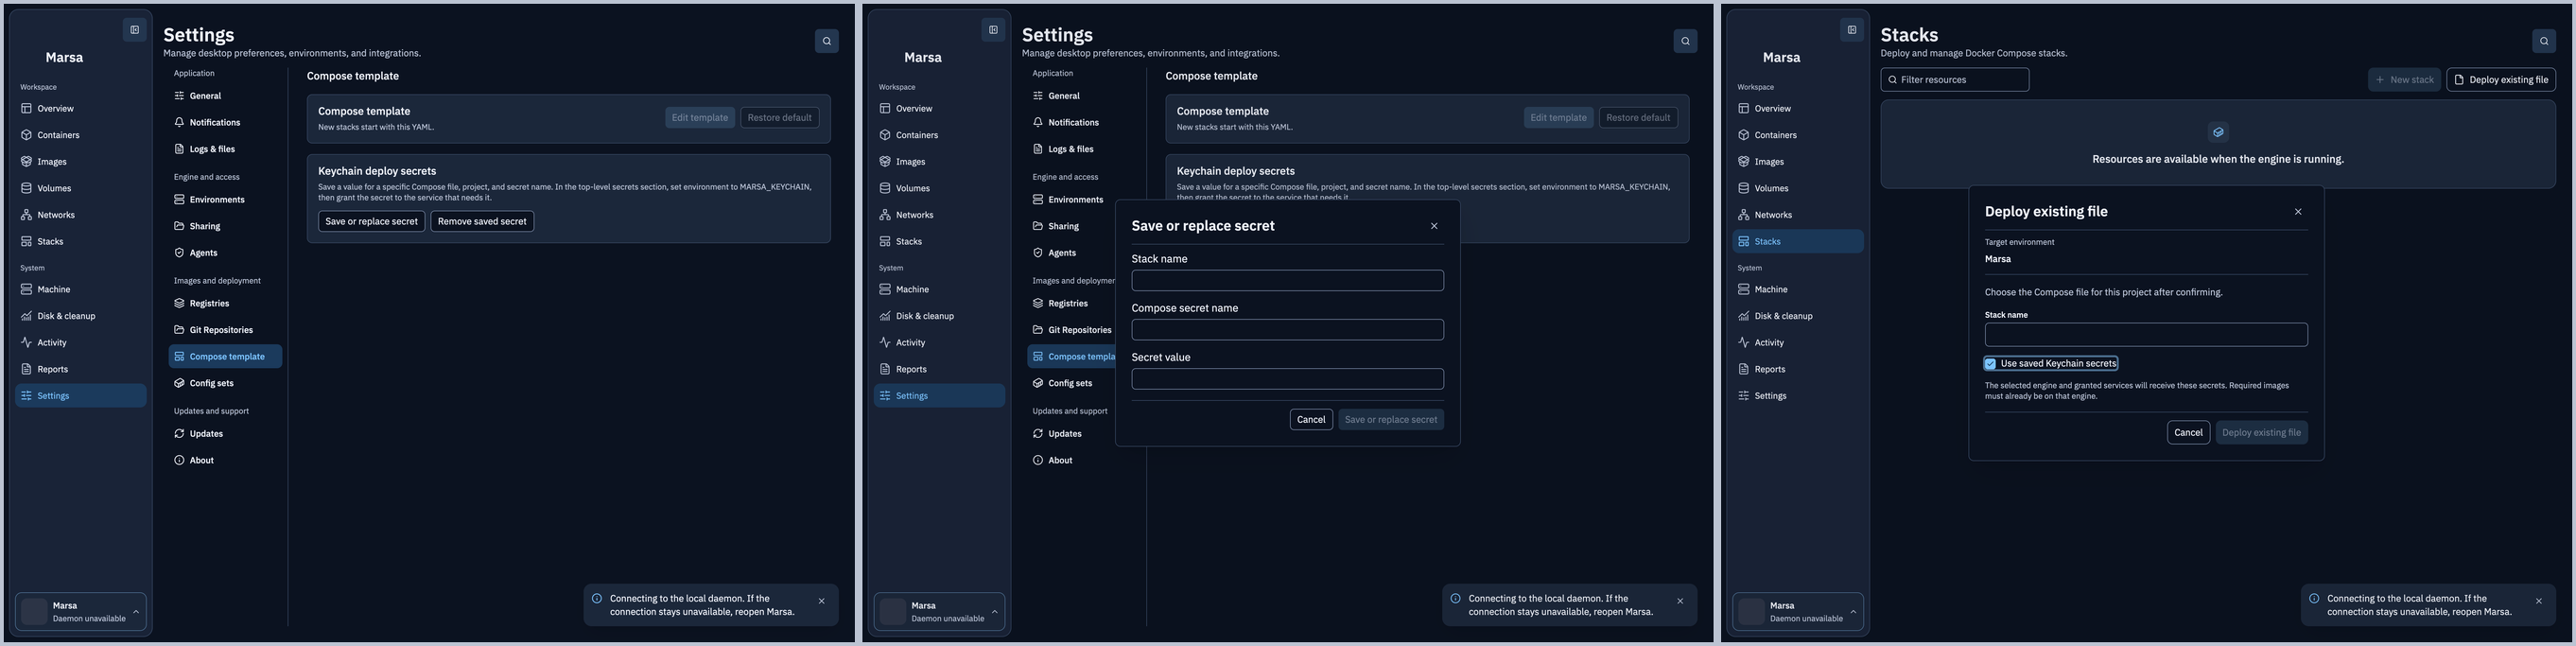 Marsa
Workspace
Overview
Containers
Images
Volumes
Networks
Stacks
System
Machine
Disk & cleanup
Activity
Reports
Settings
Marsa
Daemon unavailable
Settings
Manage desktop preferences, environments, and integrations.
Application
General
Notifications
Logs & files
Engine and access
Environments
Sharing
Agents
Images and deployment
Registries
Git Repositories
Compose template
Config sets
Updates and support
Updates
About
Compose template
Compose template
New stacks start with this YAML.
Edit template
Restore default
Keychain deploy secrets
Save a value for a specific Compose file, project, and secret name. In the top-level secrets section, set environment to MARSA_KEYCHAIN,
then grant the secret to the service that needs it.
Save or replace secret
Remove saved secret
Connecting to the local daemon. If the
connection stays unavailable, reopen Marsa.
Marsa
Workspace
Overview
Containers
Images
Volumes
Networks
Stacks
System
Machine
Disk & cleanup
Activity
Reports
Settings
Marsa
Daemon unavailable
Settings
Manage desktop preferences, environments, and integrations.
Application
General
Notifications
Logs & files
Engine and access
Environments
Sharing
Agents
Images and deploymen
Registries
Git Repositories
Compose templa
Config sets
Updates and support
Updates
About
Compose template
Compose template
New stacks start with this YAML.
Edit template
Restore default
Keychain deploy secrets
Save a value for a specific Compose file, project, and secret name. In the top-level secrets section, set environment to MARSA_KEYCHAIN,
then grant the secret to the service that needs it.
Save or replace secret
Stack name
Compose secret name
Secret value
Cancel
Save or replace secret
Connecting to the local daemon. If the
connection stays unavailable, reopen Marsa.
Marsa
Workspace
Overview
Containers
Images
Volumes
Networks
Stacks
System
Machine
Disk & cleanup
Activity
Reports
Settings
Marsa
Daemon unavailable
Stacks
Deploy and manage Docker Compose stacks.
Filter resources
+ New stack
Deploy existing file
Resources are available when the engine is running.
Deploy existing file
Target environment
Marsa
Choose the Compose file for this project after confirming.
Stack name
Use saved Keychain secrets
The selected engine and granted services will receive these secrets. Required images
must already be on that engine.
Cancel
Deploy existing file
Connecting to the local daemon. If the
connection stays unavailable, reopen Marsa.